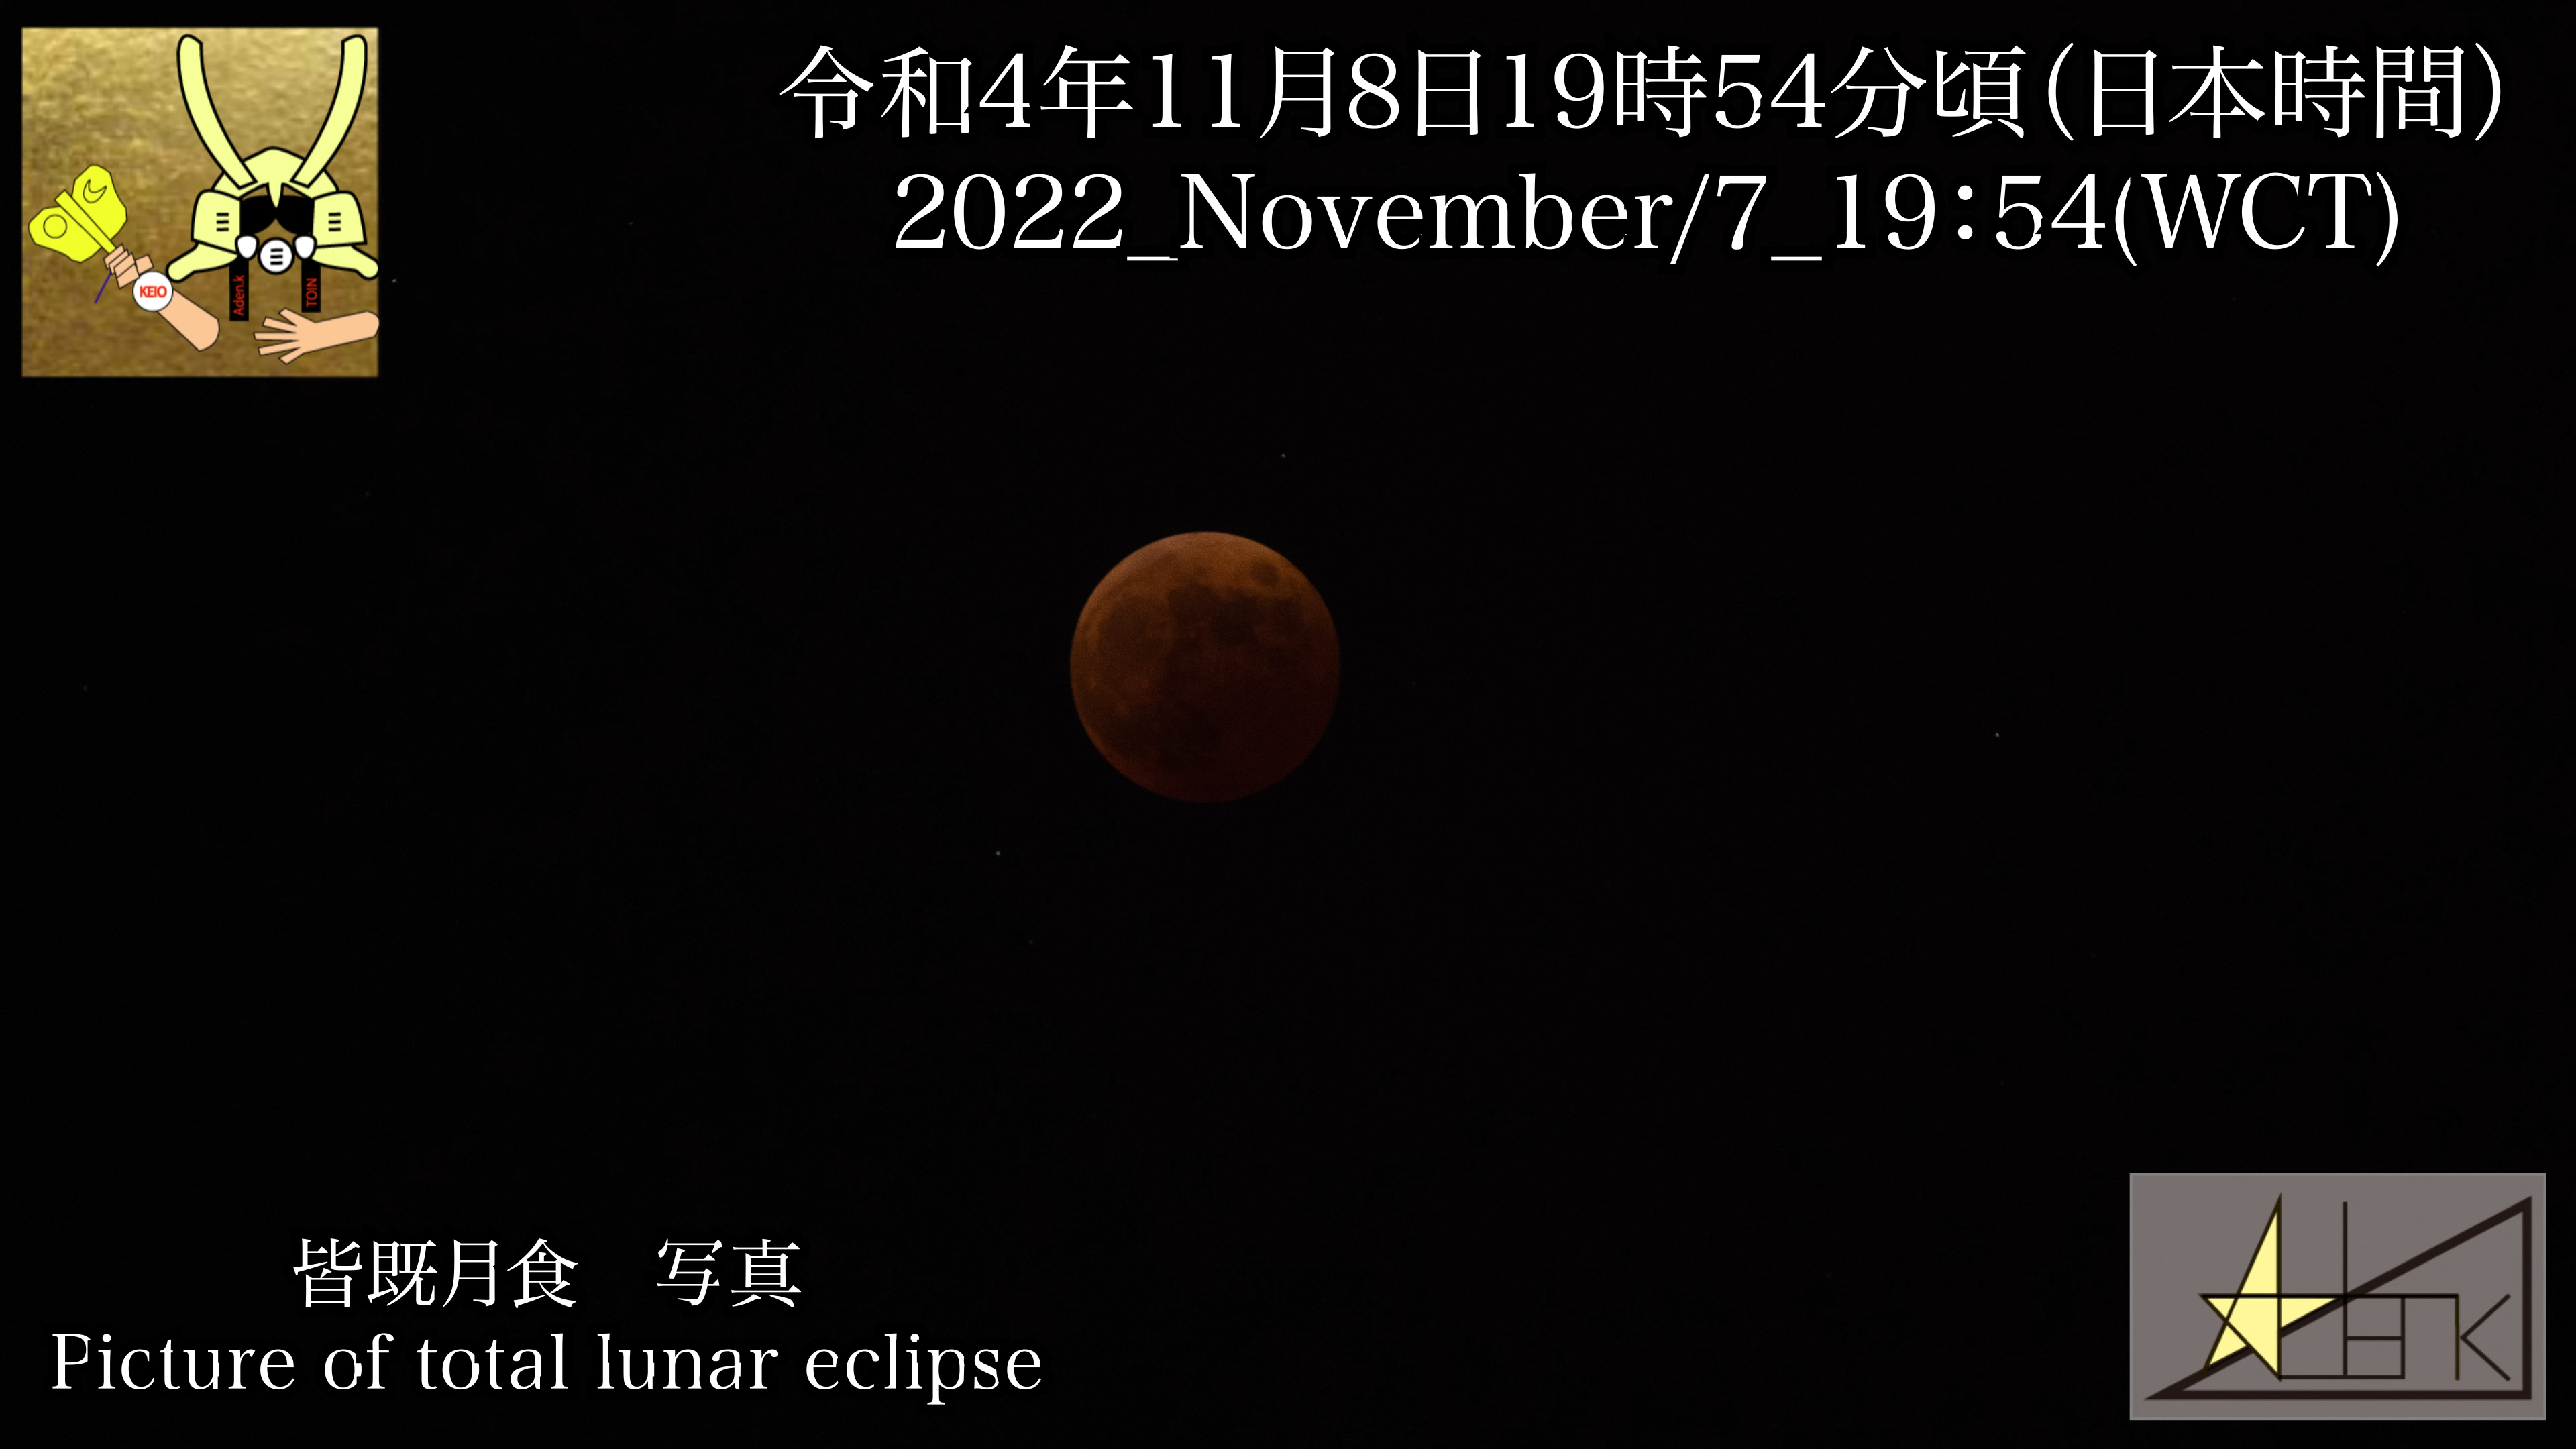 令和4年11月8日19時54分頃(日本時間)
2022_November/7_19:54(WCT)
KEIO
Aden.k
TOIN
皆既月食　写真
Picture of total lunar eclipse